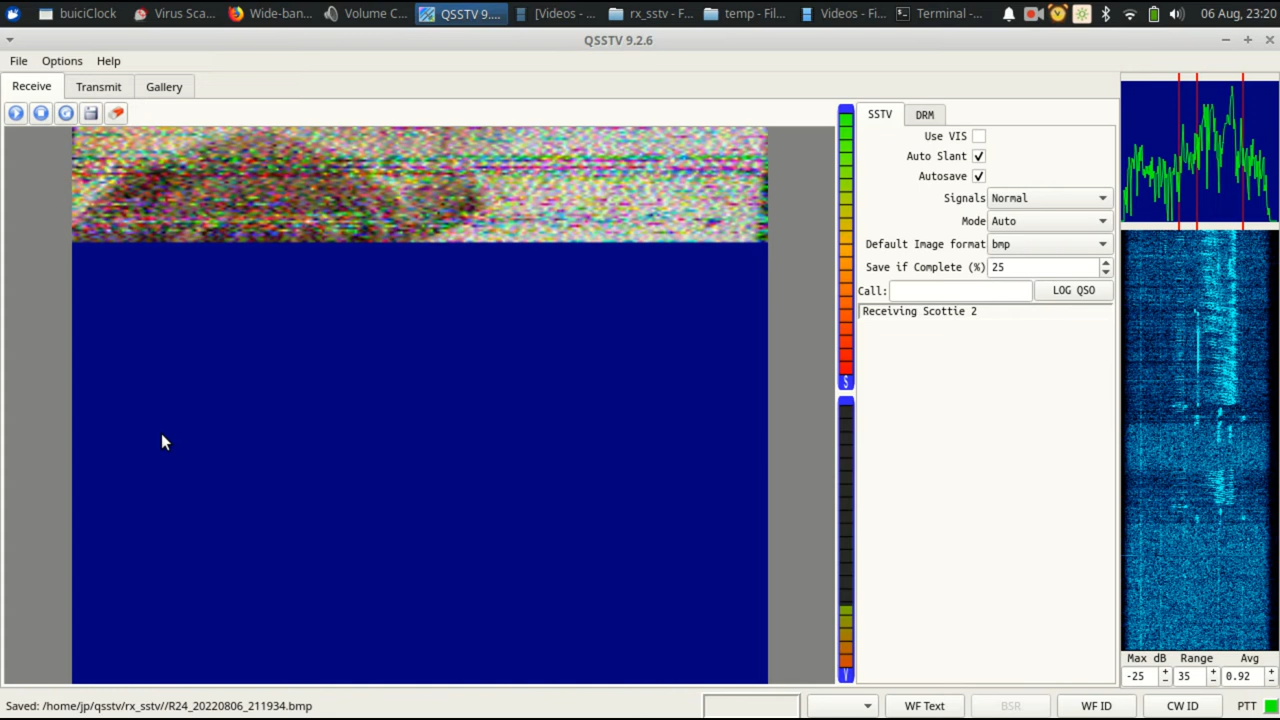 buiciClock
Virus Sca...
Wide-ban...
Volume C...
QSSTV 9....
[Videos - ...
rx_sstv - F...
temp - Fil...
Videos - Fi...
Terminal -...
06 Aug, 23:20
QSSTV 9.2.6
File Options Help
Receive Transmit Gallery
SSTV DRM
Use VIS
Auto Slant
Autosave
Signals Normal
Mode Auto
Default Image format bmp
Save if Complete (%) 25
Call: LOG QSO
Receiving Scottie 2
S
V
Max dB Range Avg
-25 35 0.92
Saved: /home/jp/qsstv/rx_sstv//R24_20220806_211934.bmp
WF Text BSR WF ID CW ID PTT